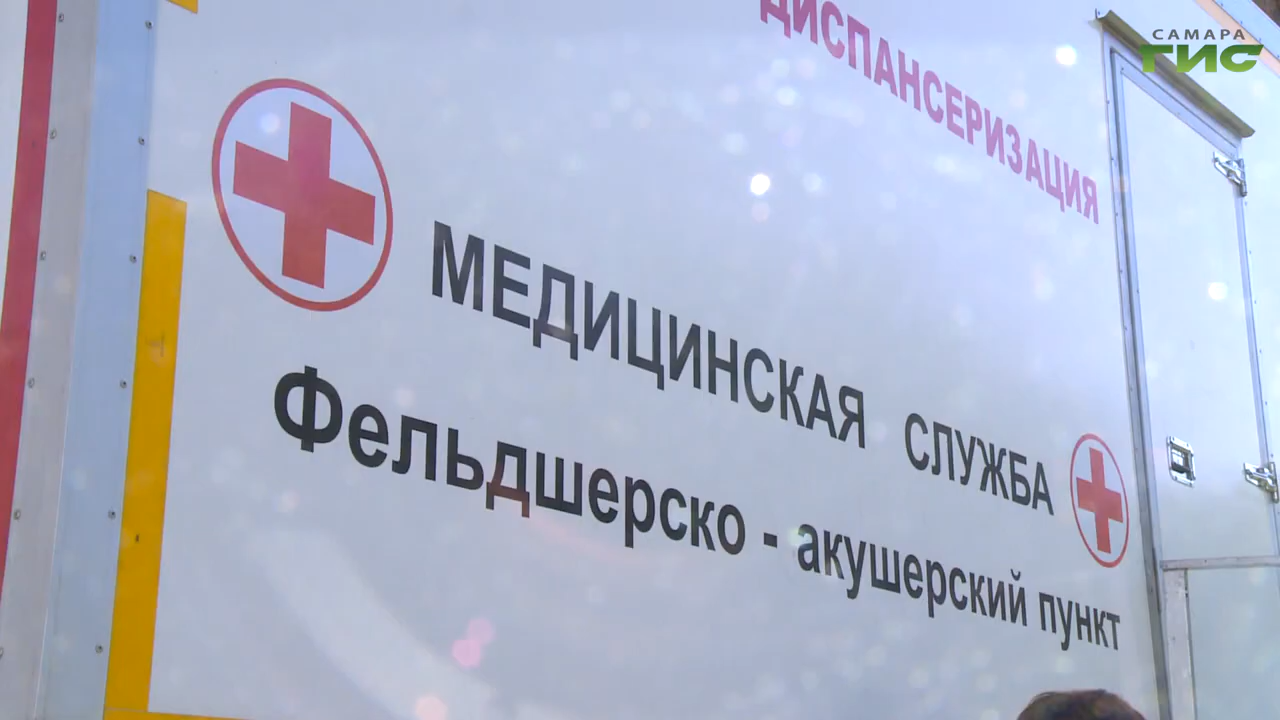 САМАРА
ГИС
ДИСПАНСЕРИЗАЦИЯ
МЕДИЦИНСКАЯ СЛУЖБА
Фельдшерско - акушерский пункт